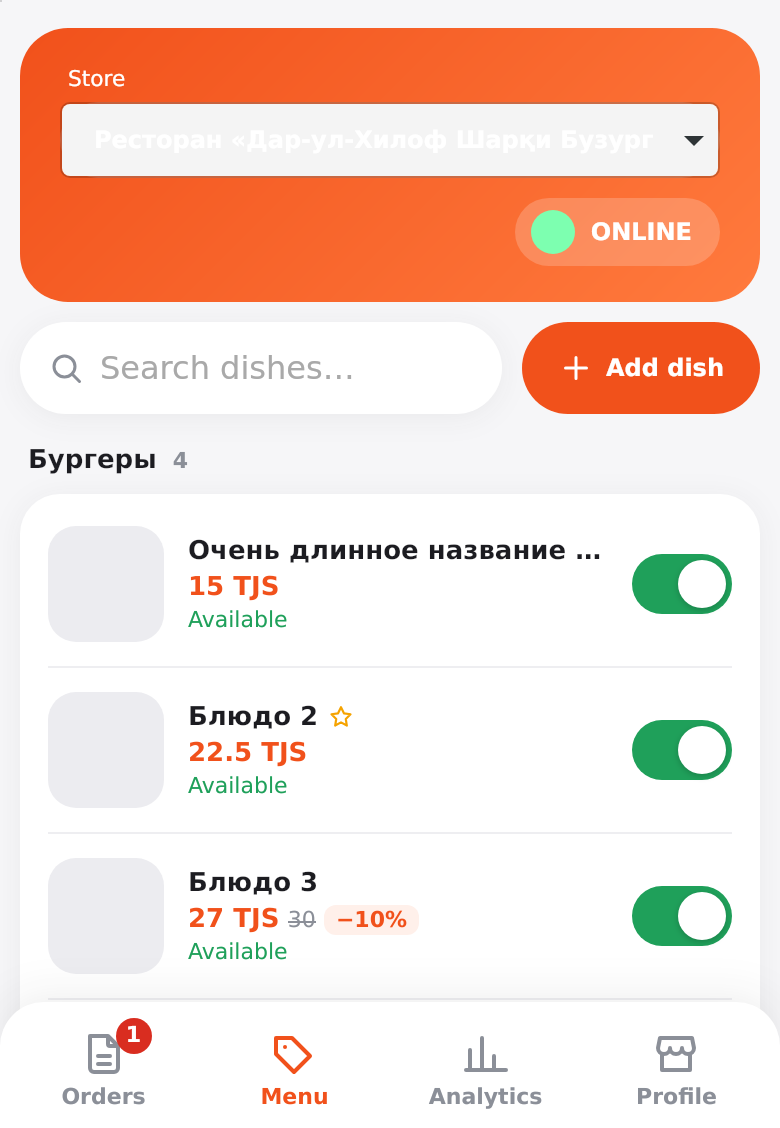 Store
Ресторан «Дар-ул-Хилоф Шарқи Бузург
ONLINE
Search dishes...
Add dish
Бургеры 4
Очень длинное название ...
15 TJS
Available
Блюдо 2
22.5 TJS
Available
Блюдо 3
27 TJS 30 −10%
Available
1
Orders
Menu
Analytics
Profile